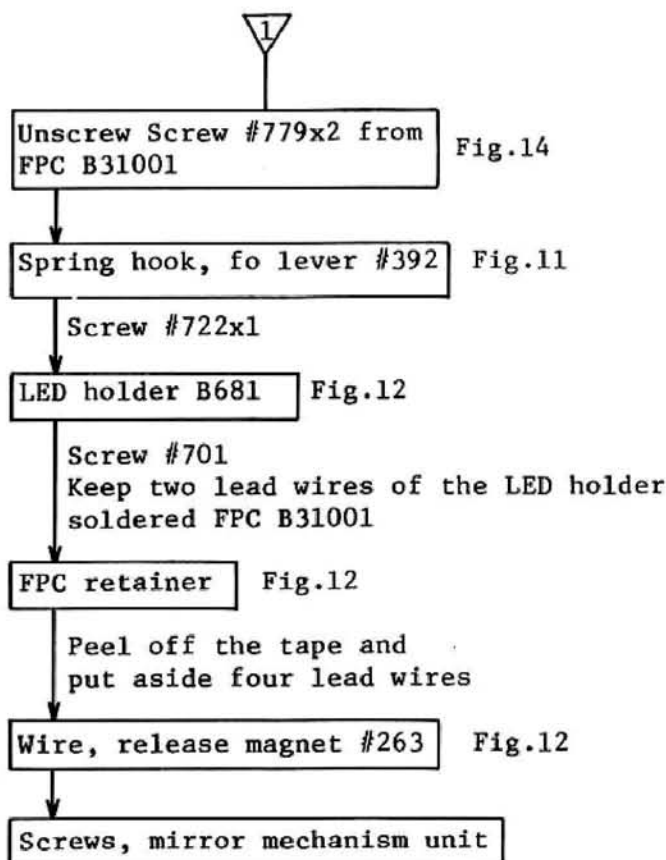 1
Unscrew Screw #779x2 from
FPC B31001
Fig.14
Spring hook, fo lever #392
Fig.11
Screw #722x1
LED holder B681
Fig.12
Screw #701
Keep two lead wires of the LED holder
soldered FPC B31001
FPC retainer
Fig.12
Peel off the tape and
put aside four lead wires
Wire, release magnet #263
Fig.12
Screws, mirror mechanism unit